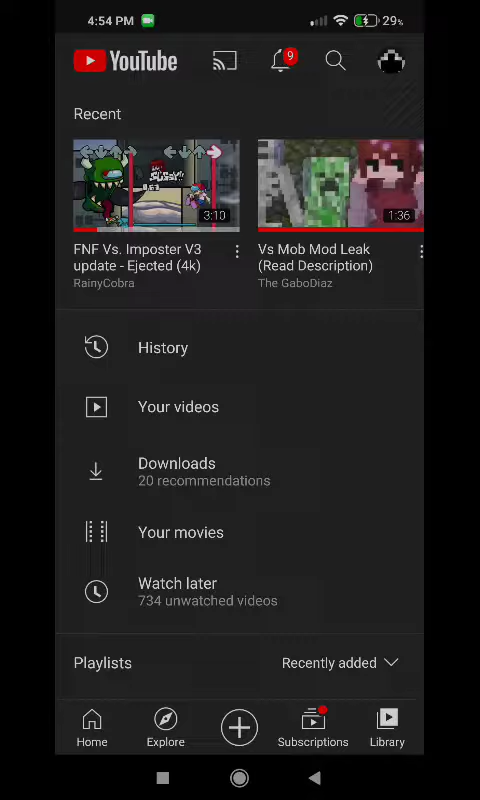 4:54 PM
29%
YouTube
9
Recent
3:10
1:36
FNF Vs. Imposter V3
update - Ejected (4k)
RainyCobra
Vs Mob Mod Leak
(Read Description)
The GaboDiaz
History
Your videos
Downloads
20 recommendations
Your movies
Watch later
734 unwatched videos
Playlists
Recently added
Home
Explore
Subscriptions
Library